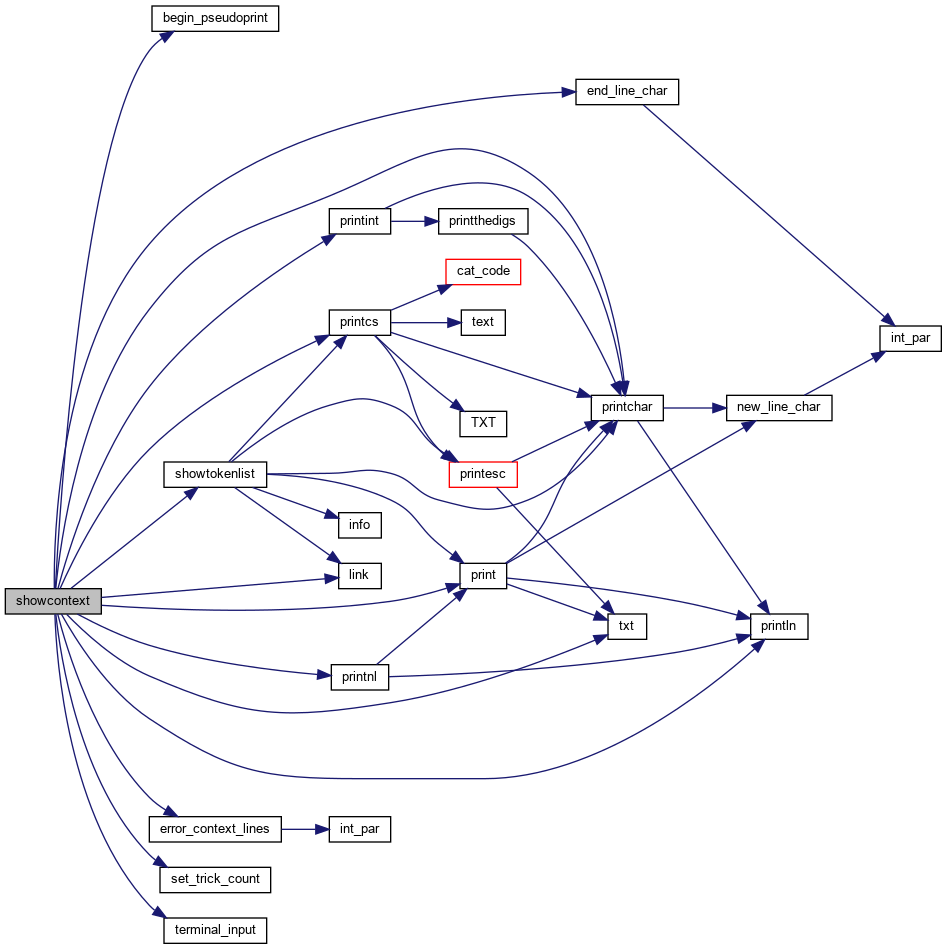 begin_pseudoprint
end_line_char
printint
printthedigs
cat_code
printcs
text
int_par
printchar
new_line_char
TXT
showtokenlist
printesc
info
print
link
showcontext
txt
println
printnl
error_context_lines
int_par
set_trick_count
terminal_input